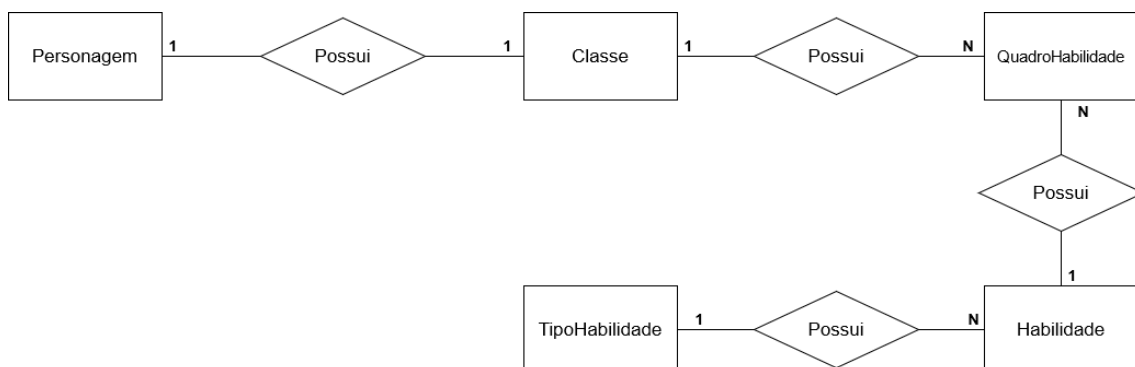 Personagem
1
Possui
1
Classe
1
Possui
N
QuadroHabilidade
N
Possui
1
TipoHabilidade
1
Possui
N
Habilidade